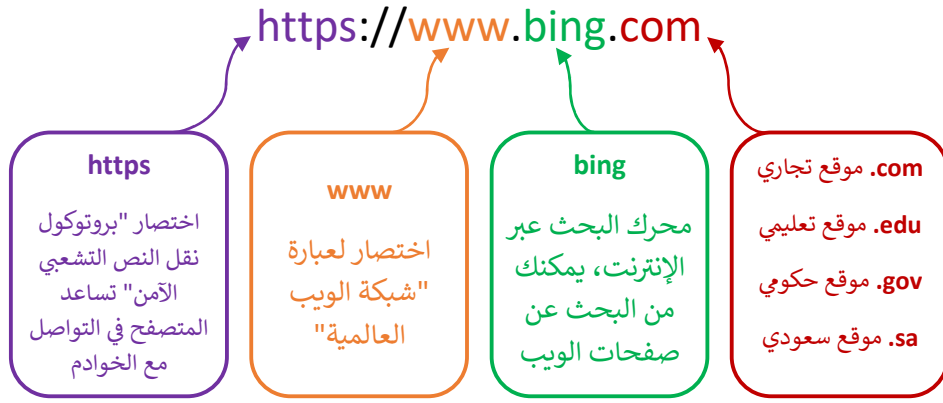 https://www.bing.com
https
اختصار "بروتوكول
نقل النص التشعبي
الآمن" تساعد
المتصفح في التواصل
مع الخوادم
www
اختصار لعبارة
"شبكة الويب
العالمية"
bing
محرك البحث عبر
الإنترنت، يمكنك
من البحث عن
صفحات الويب
.com موقع تجاري
.edu موقع تعليمي
.gov موقع حكومي
.sa موقع سعودي